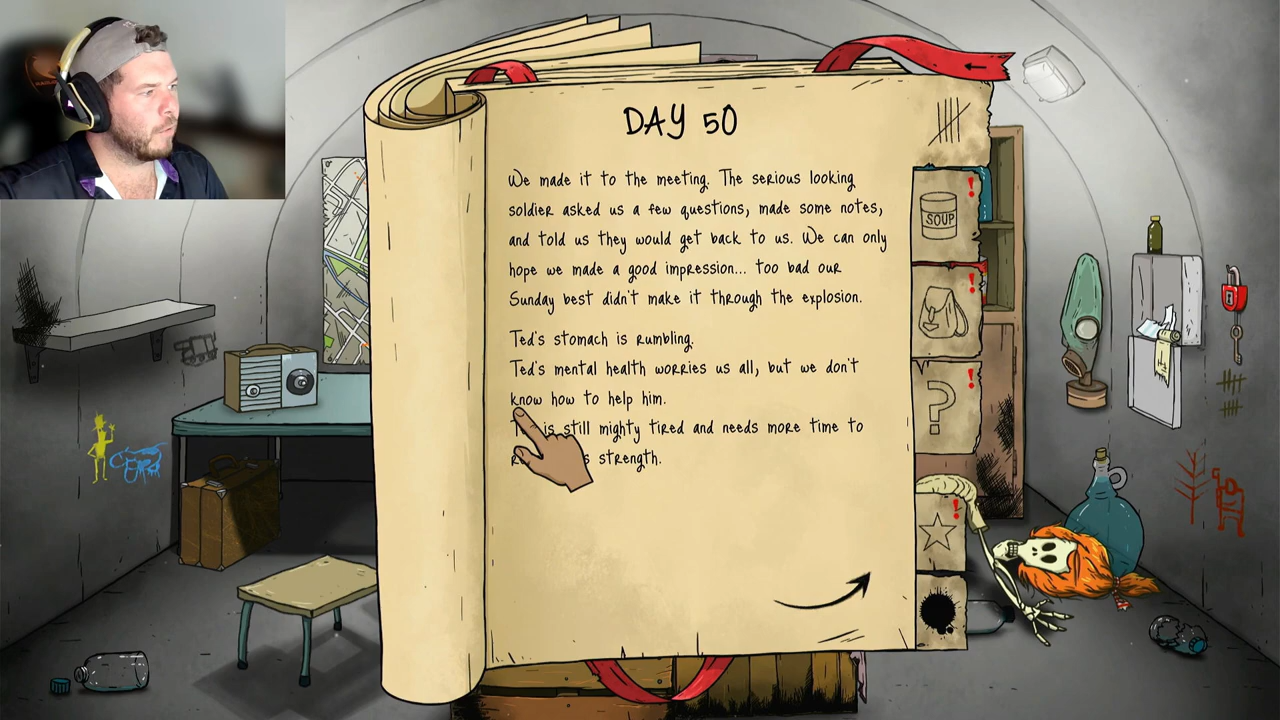 DAY 50
We made it to the meeting. The serious looking
soldier asked us a few questions, made some notes,
and told us they would get back to us. We can only
hope we made a good impression... too bad our
Sunday best didn't make it through the explosion.
Ted's stomach is rumbling.
Ted's mental health worries us all, but we don't
know how to help him.
is still mighty tired and needs more time to
strength.
SOUP